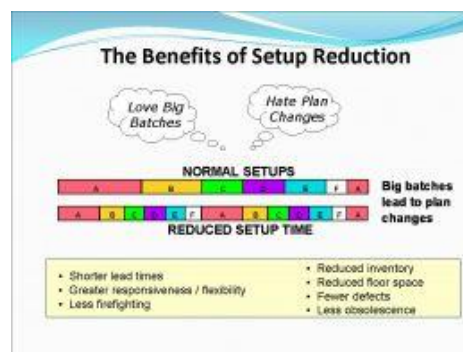 The Benefits of Setup Reduction
Love Big
Batches
Hate Plan
Changes
NORMAL SETUPS
A B C D E F A
Big batches
lead to plan
changes
A B C D E F A B C D E F A
REDUCED SETUP TIME
• Shorter lead times
• Greater responsiveness / flexibility
• Less firefighting
• Reduced inventory
• Reduced floor space
• Fewer defects
• Less obsolescence